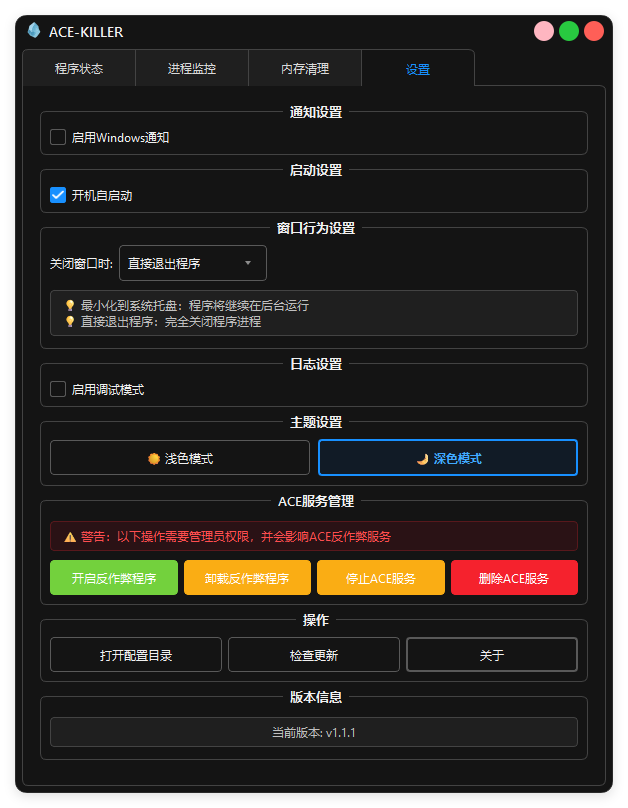 ACE-KILLER
程序状态
进程监控
内存清理
设置
通知设置
启用Windows通知
启动设置
开机自启动
窗口行为设置
关闭窗口时:
直接退出程序
最小化到系统托盘：程序将继续在后台运行
直接退出程序：完全关闭程序进程
日志设置
启用调试模式
主题设置
浅色模式
深色模式
ACE服务管理
警告：以下操作需要管理员权限，并会影响ACE反作弊服务
开启反作弊程序
卸载反作弊程序
停止ACE服务
删除ACE服务
操作
打开配置目录
检查更新
关于
版本信息
当前版本: v1.1.1